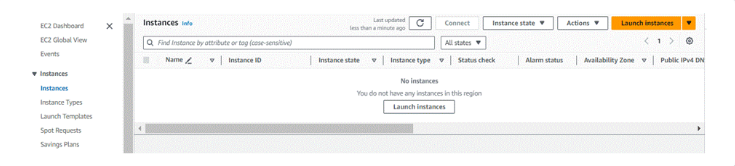 EC2 Dashboard
EC2 Global View
Events
Instances
Instances
Instance Types
Launch Templates
Spot Requests
Savings Plans
Instances Info
Last updated
less than a minute ago
Connect
Instance state
Actions
Launch instances
Find Instance by attribute or tag (case-sensitive)
All states
1
Name
Instance ID
Instance state
Instance type
Status check
Alarm status
Availability Zone
Public IPv4 DN
No instances
You do not have any instances in this region
Launch instances